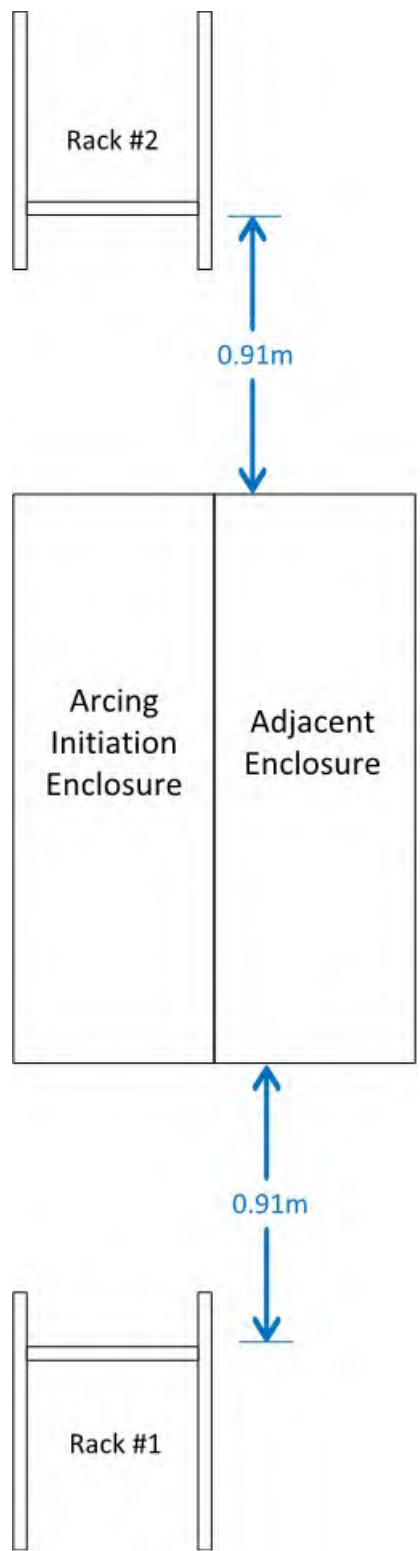 Rack #2
0.91m
Arcing
Initiation
Enclosure
Adjacent
Enclosure
0.91m
Rack #1